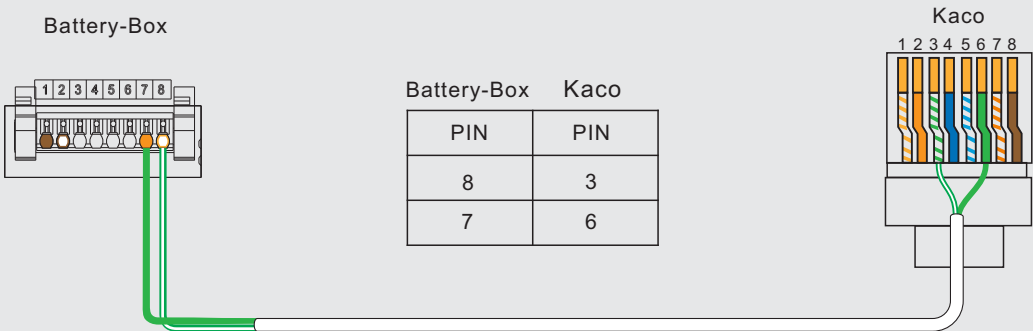 Battery-Box
1 2 3 4 5 6 7 8
Battery-Box Kaco
PIN PIN
8 3
7 6
Kaco
1 2 3 4 5 6 7 8